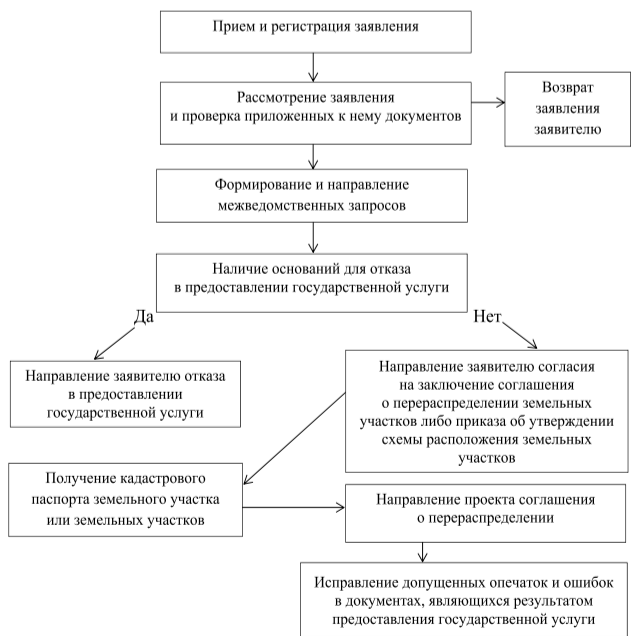 Прием и регистрация заявления
Рассмотрение заявления
и проверка приложенных к нему документов
Возврат
заявления
заявителю
Формирование и направление
межведомственных запросов
Наличие оснований для отказа
в предоставлении государственной услуги
Да
Нет
Направление заявителю отказа
в предоставлении
государственной услуги
Направление заявителю согласия
на заключение соглашения
о перераспределении земельных
участков либо приказа об утверждении
схемы расположения земельных
участков
Получение кадастрового
паспорта земельного участка
или земельных участков
Направление проекта соглашения
о перераспределении
Исправление допущенных опечаток и ошибок
в документах, являющихся результатом
предоставления государственной услуги